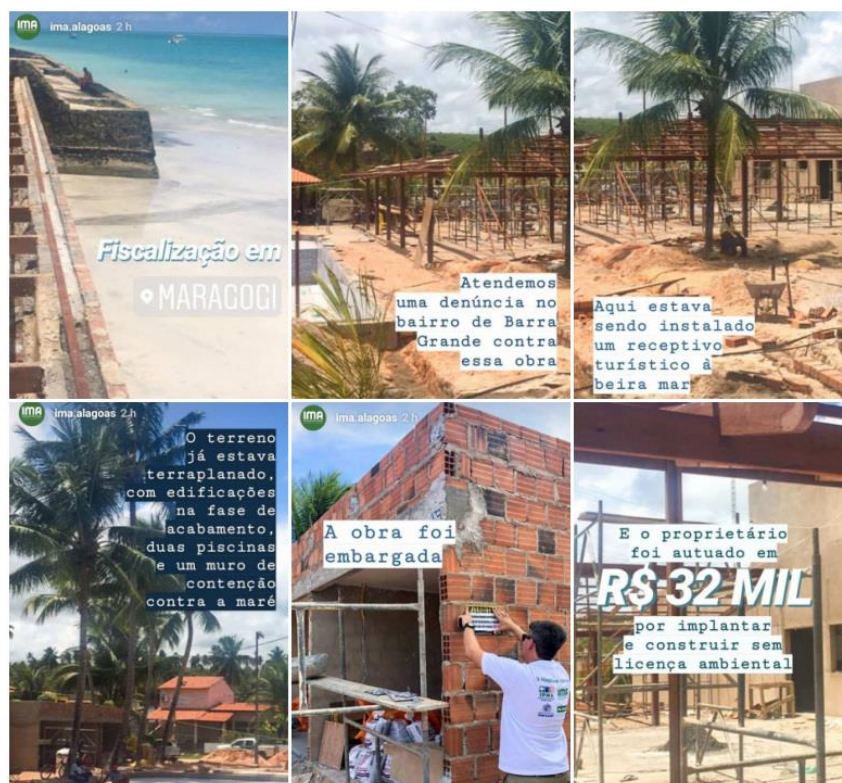 IMA ima.alagoas 2 h
Fiscalização em
MARAGOGI
Atendemos
uma denúncia no
bairro de Barra
Grande contra
essa obra
Aqui estava
sendo instalado
um receptivo
turístico à
beira mar
IMA ima.alagoas 2 h
O terreno
já estava
terraplanado,
com edificações
na fase de
acabamento,
duas piscinas
e um muro de
contenção
contra a maré
IMA ima.alagoas 2 h
A obra foi
embargada
E o proprietário
foi autuado em
R$ 32 MIL
por implantar
e construir sem
licença ambiental